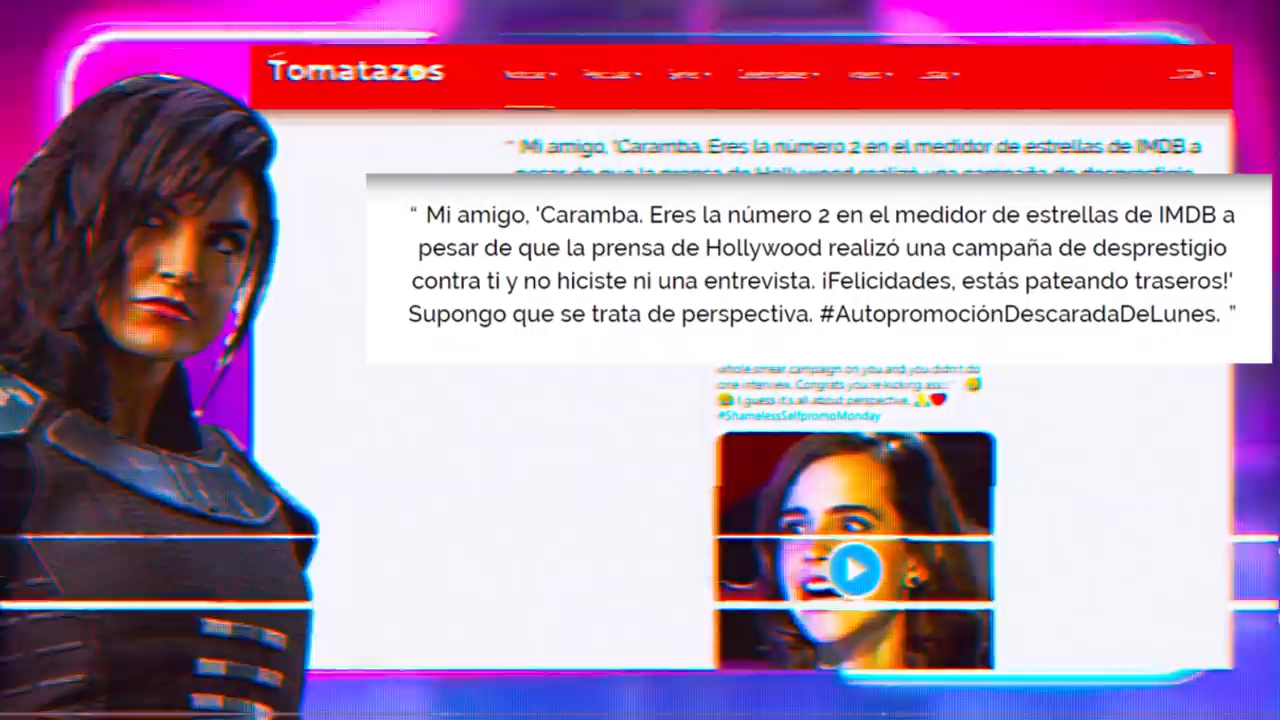 Tomatazos
“ Mi amigo, 'Caramba. Eres la número 2 en el medidor de estrellas de IMDB a
“ Mi amigo, 'Caramba. Eres la número 2 en el medidor de estrellas de IMDB a
pesar de que la prensa de Hollywood realizó una campaña de desprestigio
contra ti y no hiciste ni una entrevista. ¡Felicidades, estás pateando traseros!'
Supongo que se trata de perspectiva. #AutopromociónDescaradaDeLunes. ”
whole smear campaign on you and you didn't do
one interview. Congrats you're kicking ass."
I guess it's all about perspective.
#ShamelessSelfpromoMonday